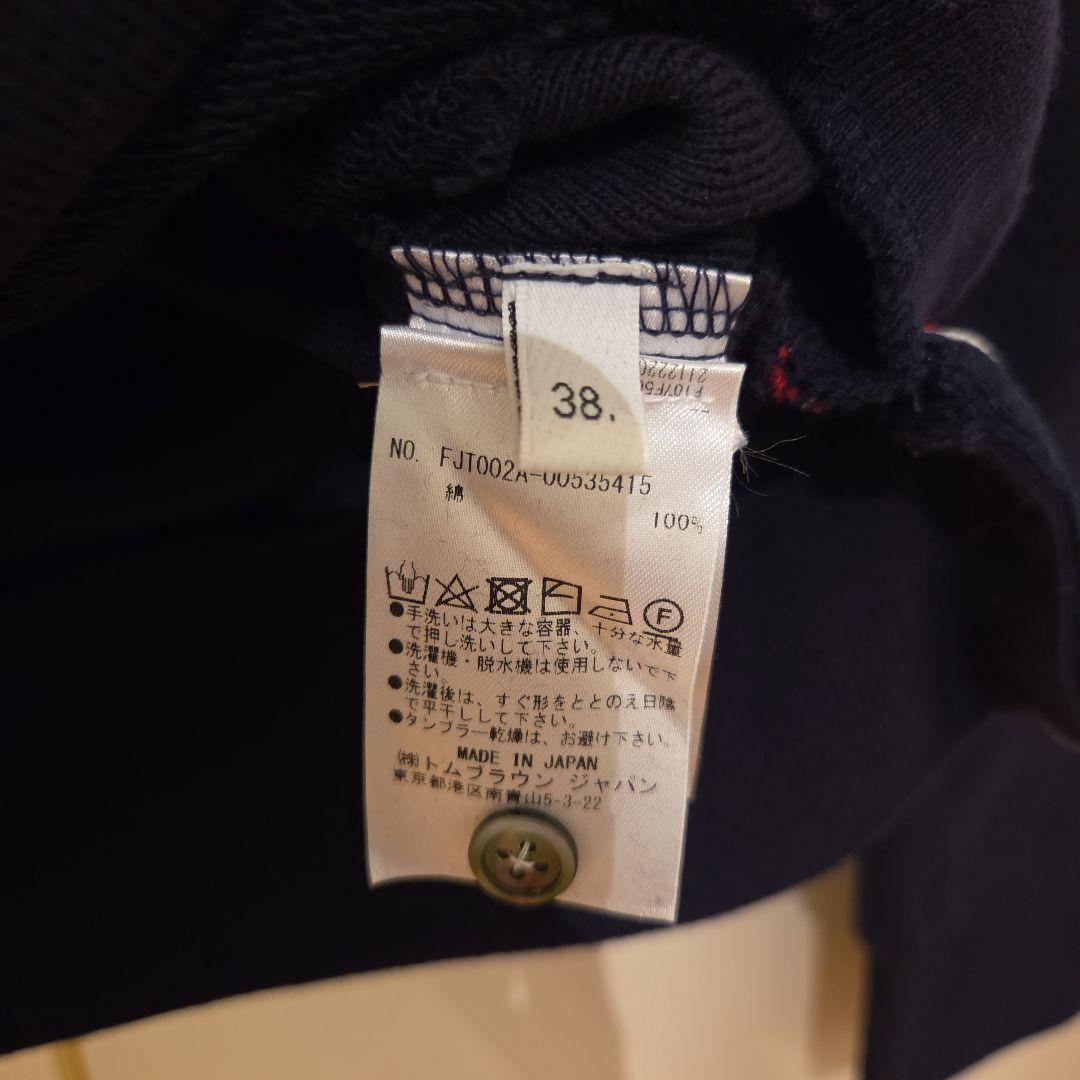 38.
NO. FJT002A-00535415
綿
100%
F
●手洗いは大きな容器、十分な水量
で押し洗いして下さい。
●洗濯機・脱水機は使用しないで下
さい。
●洗濯後は、すぐ形をととのえ日陰
で平干しして下さい。
●タンブラー乾燥は、お避け下さい。
MADE IN JAPAN
㈱トムブラウン ジャパン
東京都港区南青山5-3-22